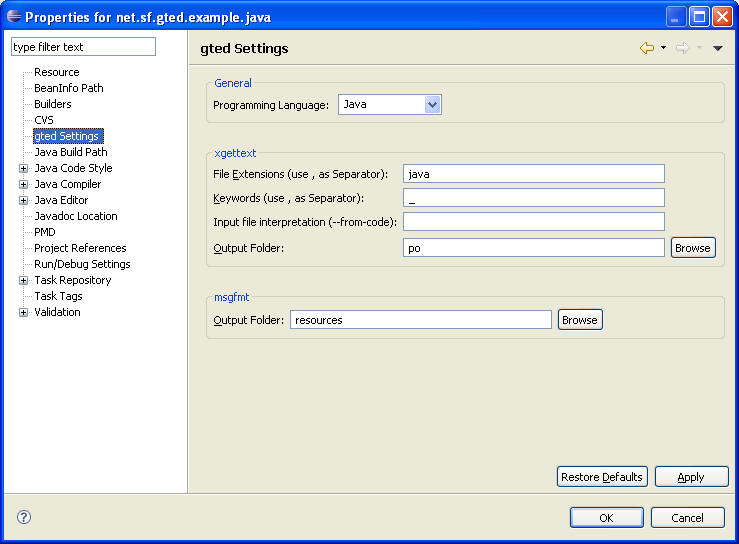 Properties for net.sf.gted.example.java
type filter text
Resource
BeanInfo Path
Builders
CVS
gted Settings
Java Build Path
Java Code Style
Java Compiler
Java Editor
Javadoc Location
PMD
Project References
Run/Debug Settings
Task Repository
Task Tags
Validation
gted Settings
General
Programming Language: Java
xgettext
File Extensions (use , as Separator): java
Keywords (use , as Separator): _
Input file interpretation (--from-code):
Output Folder: po Browse
msgfmt
Output Folder: resources Browse
Restore Defaults Apply
? OK Cancel